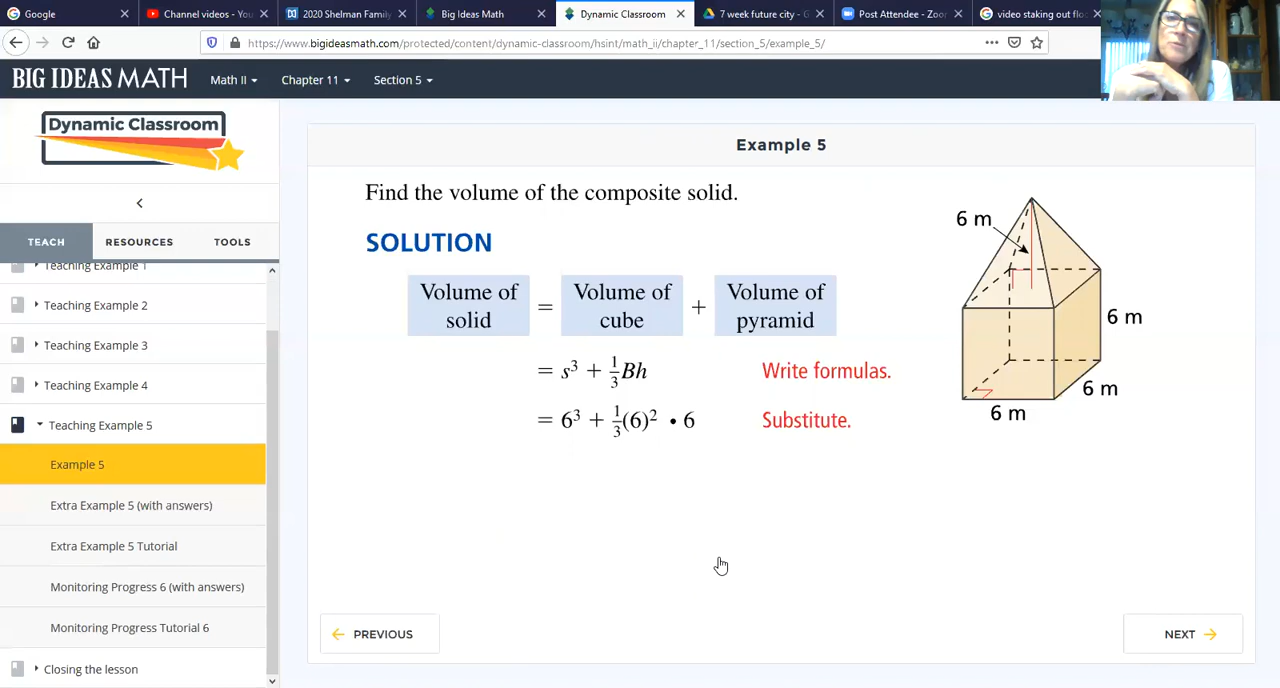 Google
Channel videos - You
2020 Shelman Family
Big Ideas Math
Dynamic Classroom
7 week future city - G
Post Attendee - Zoom
video staking out flo
https://www.bigideasmath.com/protected/content/dynamic-classroom/hsint/math_ii/chapter_11/section_5/example_5/
BIG IDEAS MATH
Math II
Chapter 11
Section 5
Dynamic Classroom
TEACH
RESOURCES
TOOLS
Teaching Example 1
Teaching Example 2
Teaching Example 3
Teaching Example 4
Teaching Example 5
Example 5
Extra Example 5 (with answers)
Extra Example 5 Tutorial
Monitoring Progress 6 (with answers)
Monitoring Progress Tutorial 6
Closing the lesson
Example 5
Find the volume of the composite solid.
SOLUTION
Volume of solid = Volume of cube + Volume of pyramid
= s³ + 1/3Bh Write formulas.
= 6³ + 1/3(6)² • 6 Substitute.
6 m
6 m
6 m
6 m
PREVIOUS
NEXT